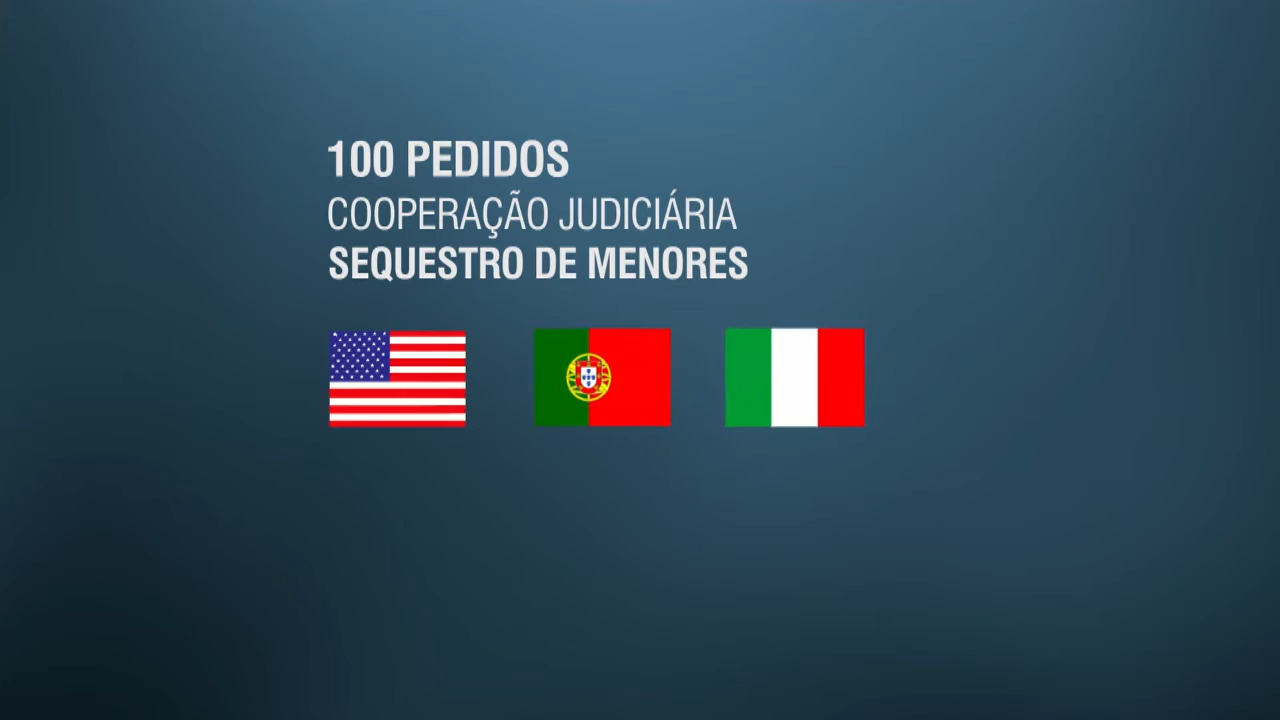 100 PEDIDOS
COOPERAÇÃO JUDICIÁRIA
SEQUESTRO DE MENORES